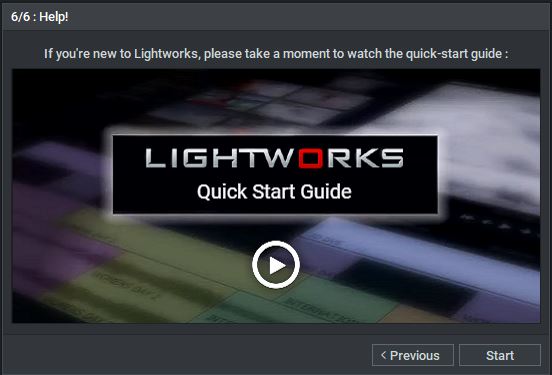 6/6 : Help!
If you're new to Lightworks, please take a moment to watch the quick-start guide :
LIGHTWORKS
Quick Start Guide
< Previous
Start